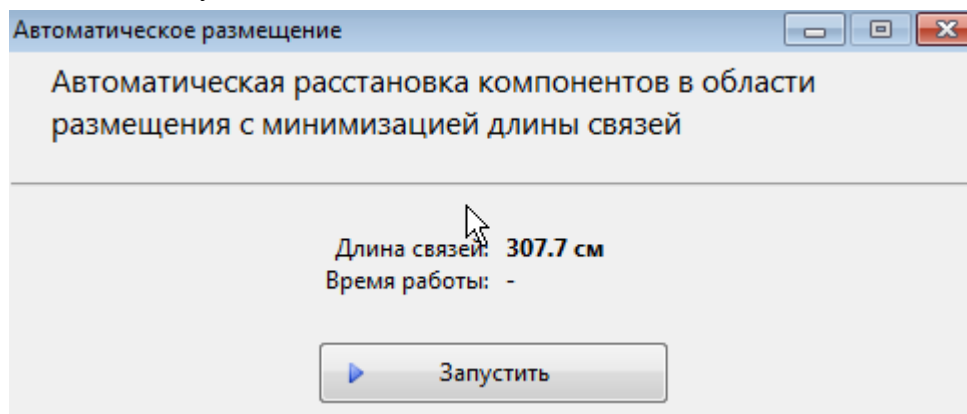 Автоматическое размещение
Автоматическая расстановка компонентов в области
размещения с минимизацией длины связей
Длина связей: 307.7 см
Время работы: -
Запустить